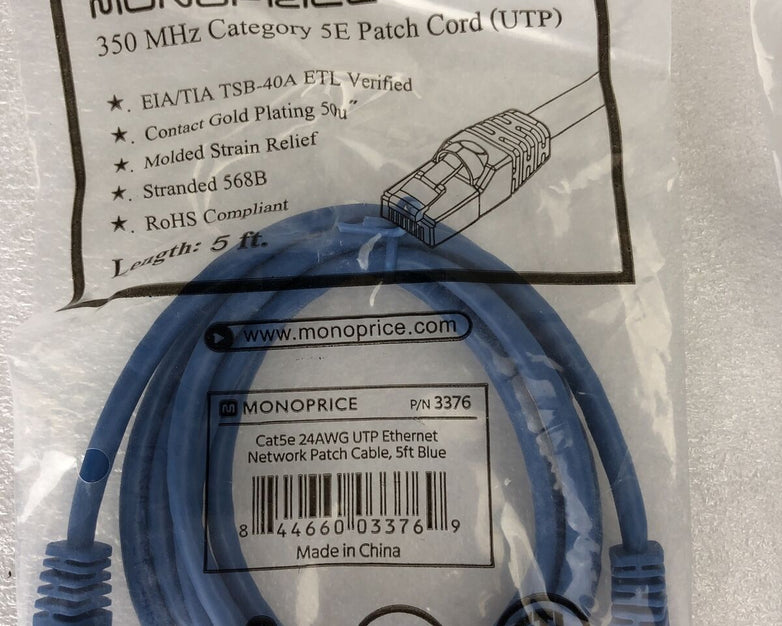 MONOPRICE
350 MHz Category 5E Patch Cord (UTP)
★. EIA/TIA TSB-40A ETL Verified
★. Contact Gold Plating 50u"
★. Molded Strain Relief
★. Stranded 568B
★. RoHS Compliant
Length: 5 ft.
www.monoprice.com
MONOPRICE P/N 3376
Cat5e 24AWG UTP Ethernet
Network Patch Cable, 5ft Blue
8 44660 03376 9
Made in China